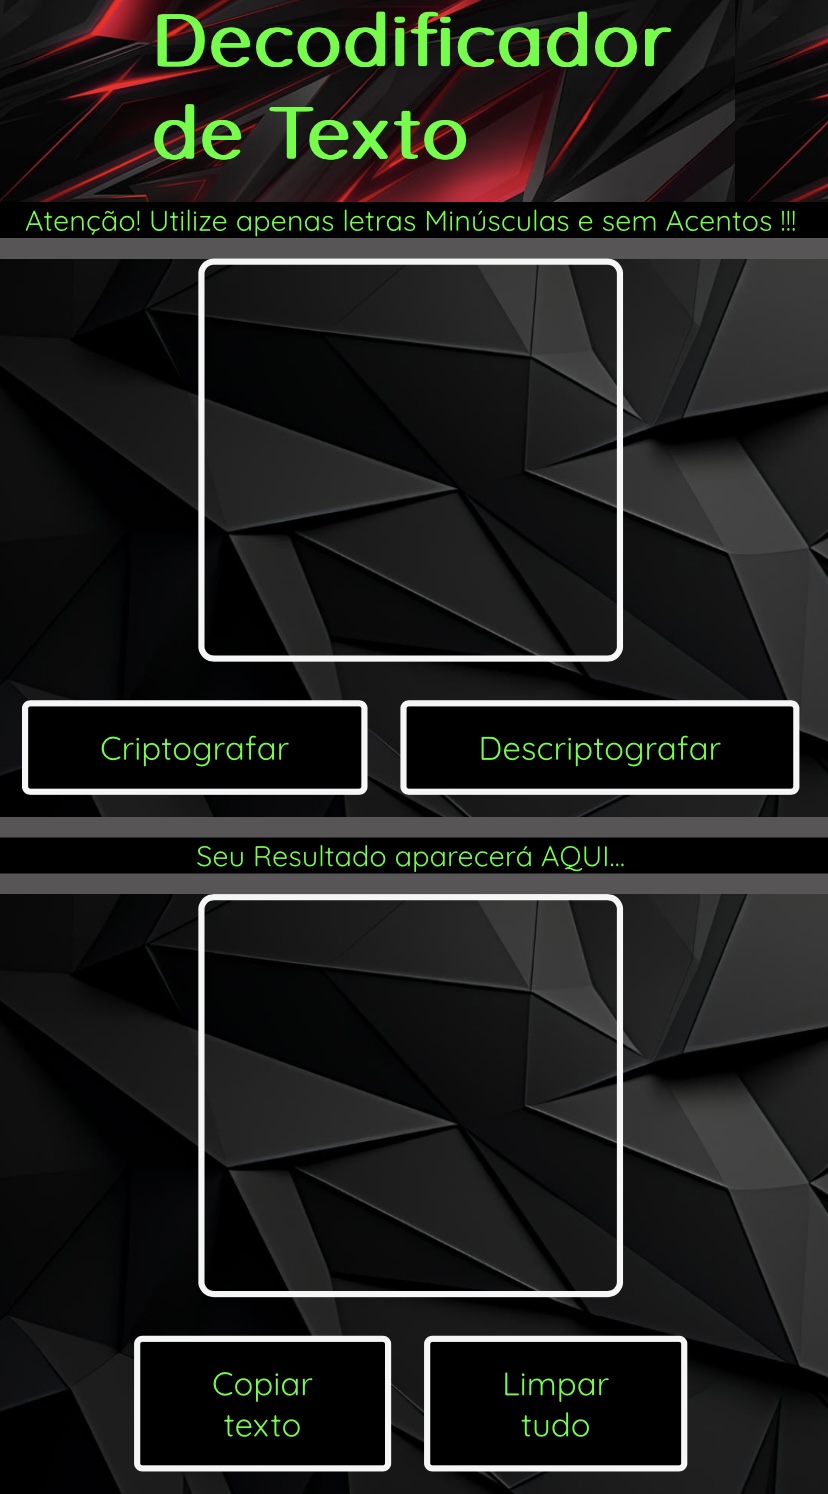 Decodificador
de Texto
Atenção! Utilize apenas letras Minúsculas e sem Acentos !!!
Criptografar
Descriptografar
Seu Resultado aparecerá AQUI...
Copiar
texto
Limpar
tudo